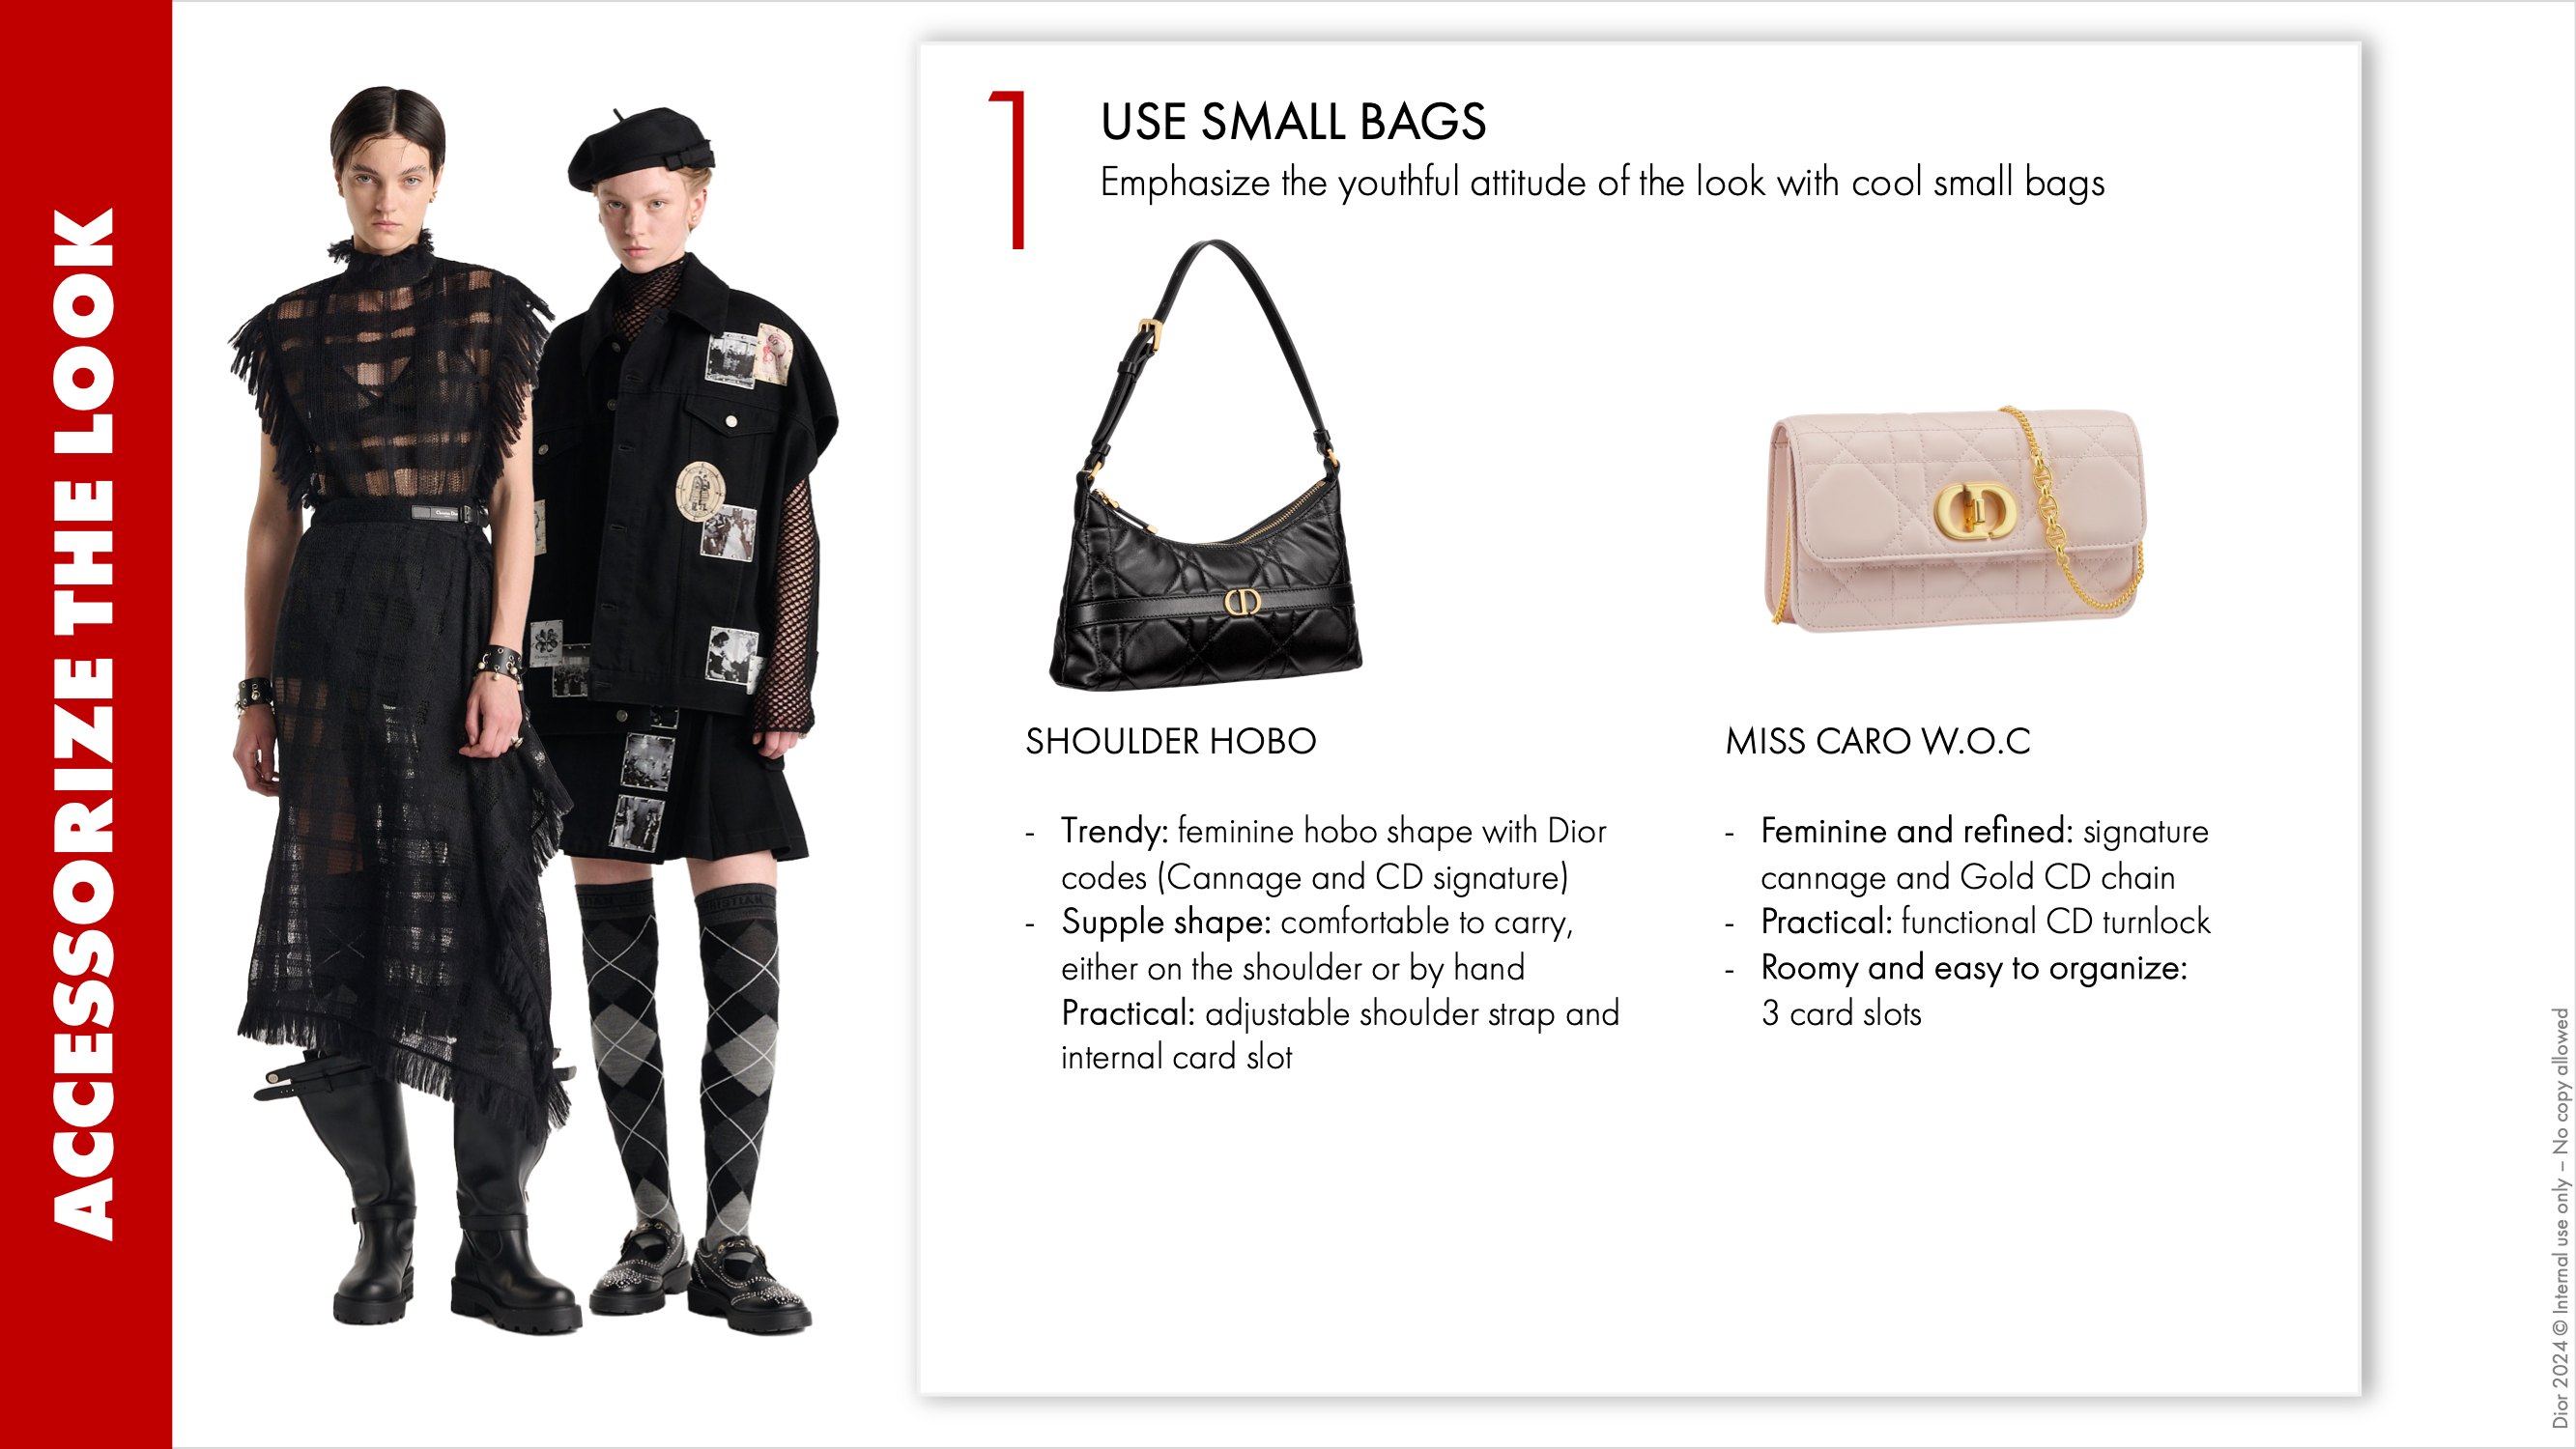 ACCESSORIZE THE LOOK
1
USE SMALL BAGS
Emphasize the youthful attitude of the look with cool small bags
SHOULDER HOBO
- Trendy: feminine hobo shape with Dior
codes (Cannage and CD signature)
- Supple shape: comfortable to carry,
either on the shoulder or by hand
Practical: adjustable shoulder strap and
internal card slot
MISS CARO W.O.C
- Feminine and refined: signature
cannage and Gold CD chain
- Practical: functional CD turnlock
- Roomy and easy to organize:
3 card slots
Dior 2024 © Internal use only – No copy allowed